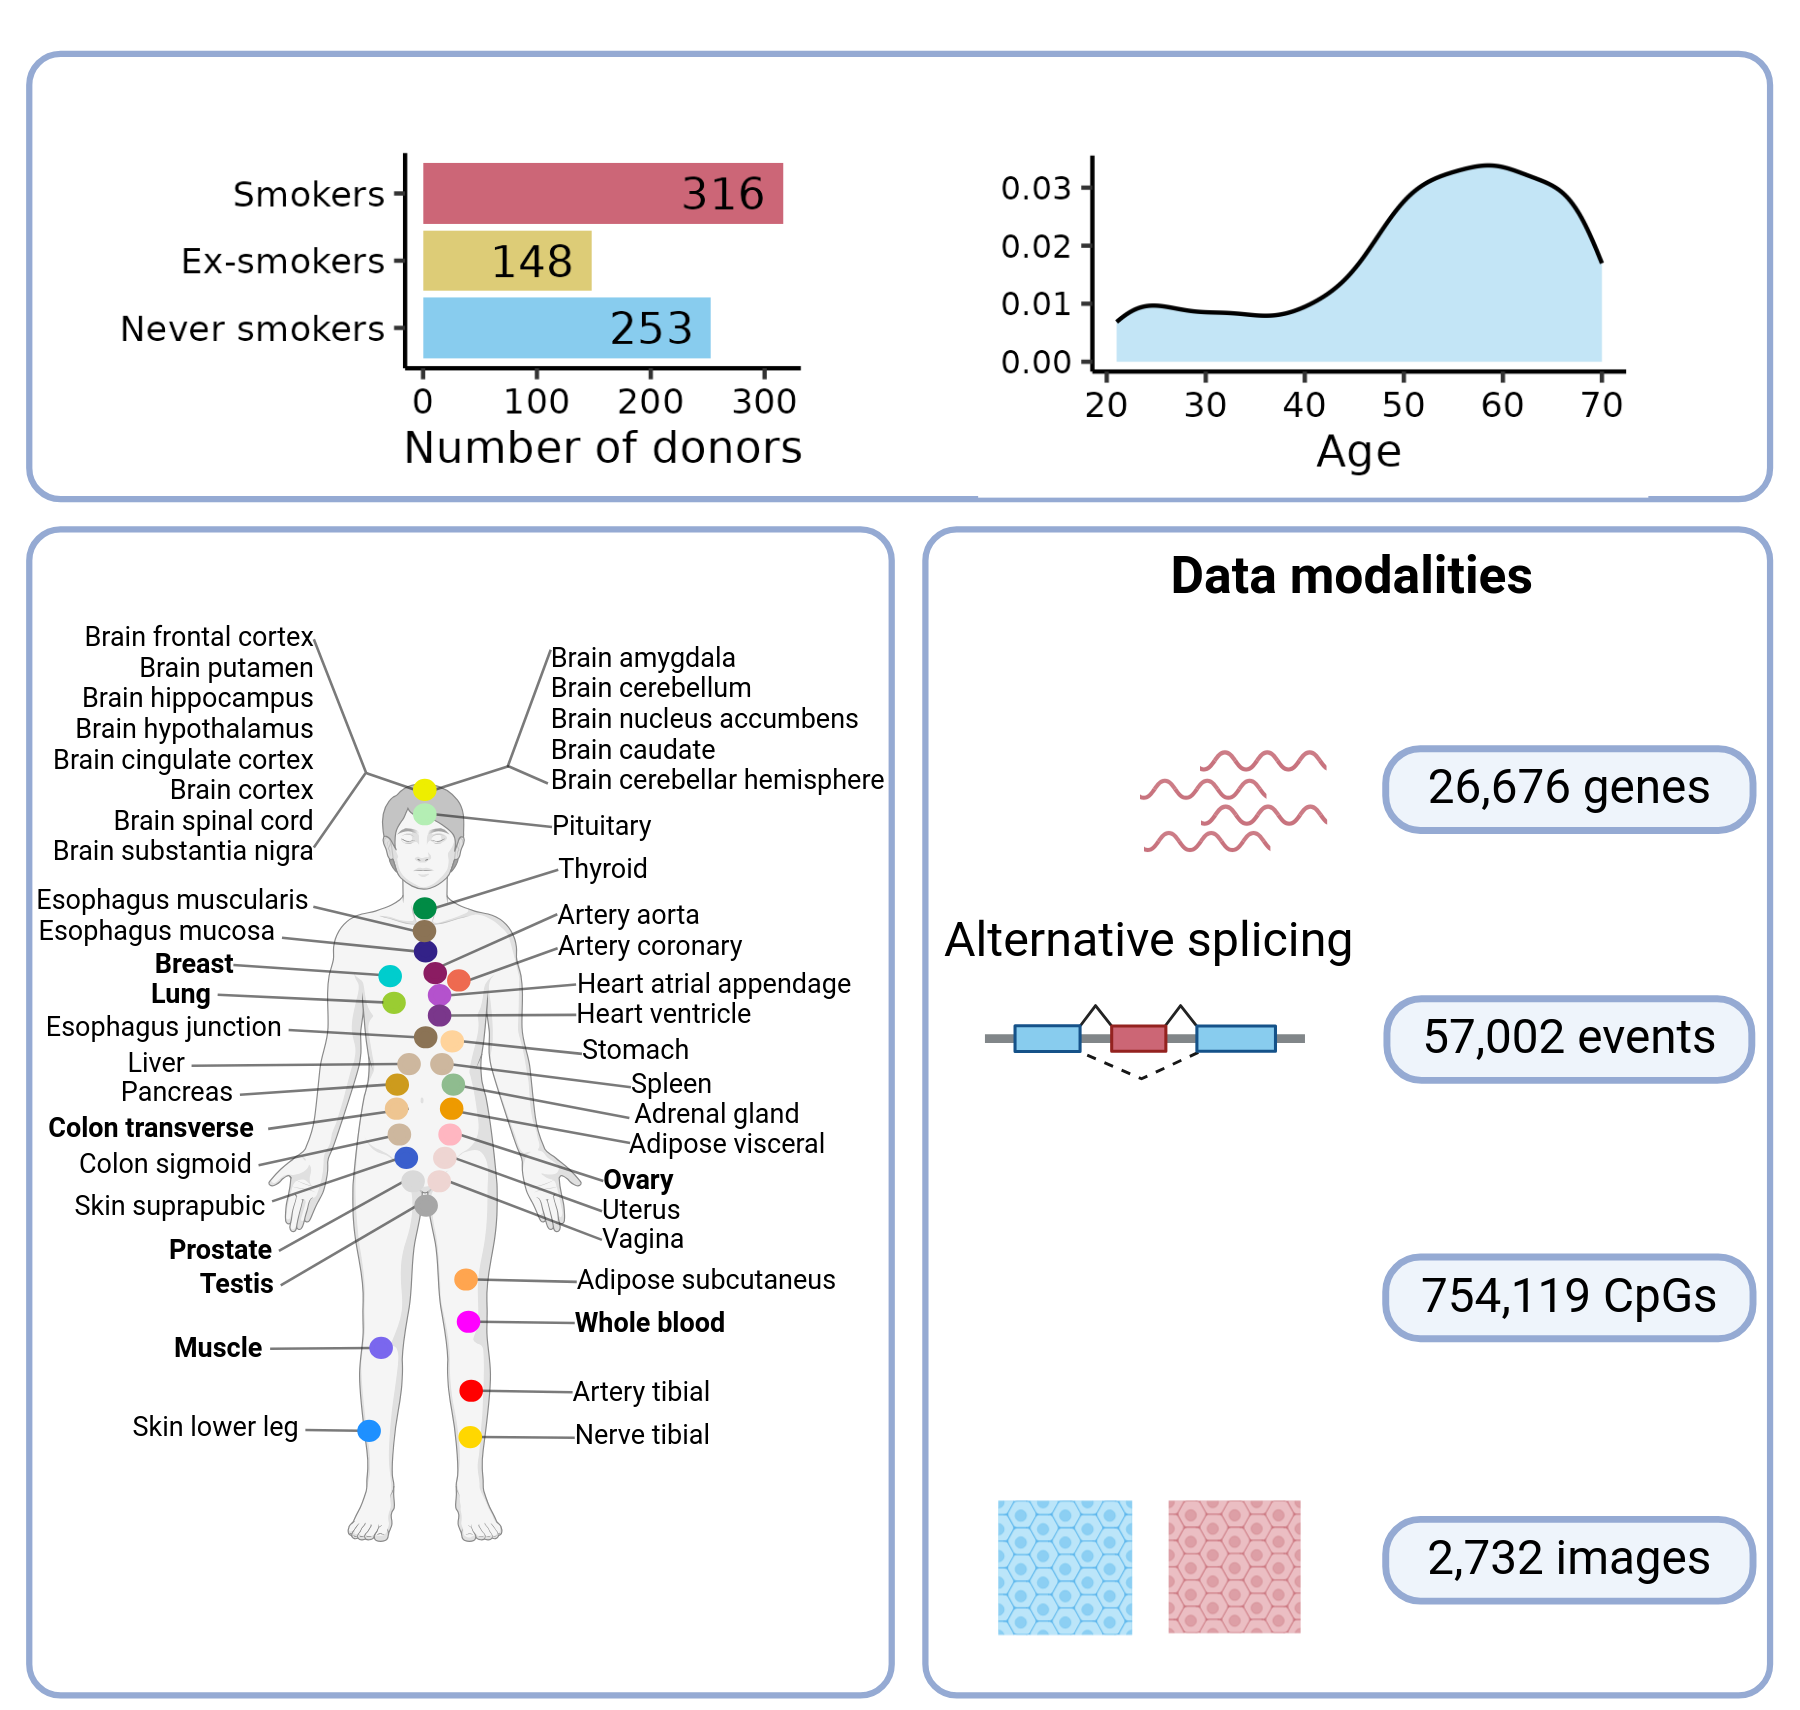 Smokers
316
Ex-smokers
148
Never smokers
253
0 100 200 300
Number of donors
0.03
0.02
0.01
0.00
20 30 40 50 60 70
Age
Brain frontal cortex
Brain putamen
Brain hippocampus
Brain hypothalamus
Brain cingulate cortex
Brain cortex
Brain spinal cord
Brain substantia nigra
Esophagus muscularis
Esophagus mucosa
Breast
Lung
Esophagus junction
Liver
Pancreas
Colon transverse
Colon sigmoid
Skin suprapubic
Prostate
Testis
Muscle
Skin lower leg
Brain amygdala
Brain cerebellum
Brain nucleus accumbens
Brain caudate
Brain cerebellar hemisphere
Pituitary
Thyroid
Artery aorta
Artery coronary
Heart atrial appendage
Heart ventricle
Stomach
Spleen
Adrenal gland
Adipose visceral
Ovary
Uterus
Vagina
Adipose subcutaneus
Whole blood
Artery tibial
Nerve tibial
Data modalities
26,676 genes
Alternative splicing
57,002 events
754,119 CpGs
2,732 images